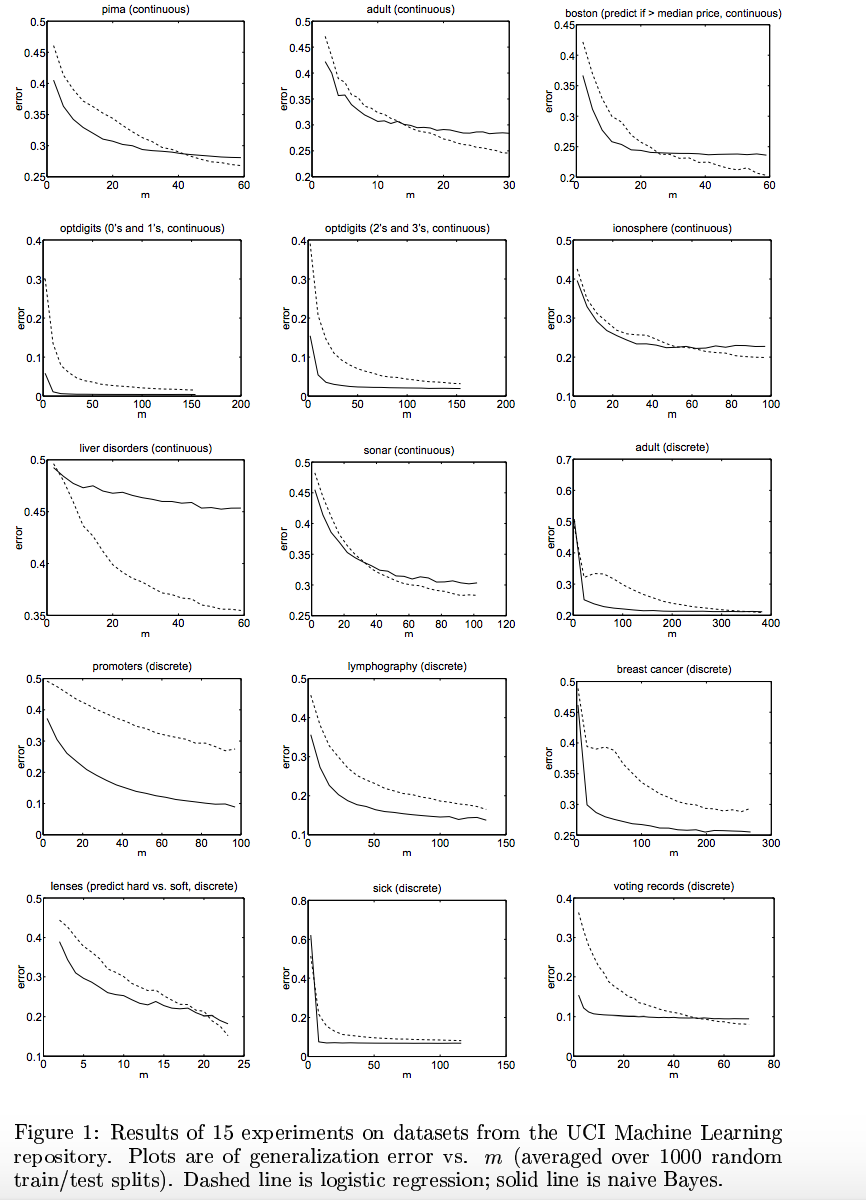 pima (continuous)
0.5
0.45
0.4
0.35
0.3
0.25
error
0 20 40 60
m
adult (continuous)
0.5
0.45
0.4
0.35
0.3
0.25
0.2
error
0 10 20 30
m
boston (predict if > median price, continuous)
0.45
0.4
0.35
0.3
0.25
0.2
error
0 20 40 60
m
optdigits (0's and 1's, continuous)
0.4
0.3
0.2
0.1
0
error
0 50 100 150 200
m
optdigits (2's and 3's, continuous)
0.4
0.3
0.2
0.1
0
error
0 50 100 150 200
m
ionosphere (continuous)
0.5
0.4
0.3
0.2
0.1
error
0 20 40 60 80 100
m
liver disorders (continuous)
0.5
0.45
0.4
0.35
error
0 20 40 60
m
sonar (continuous)
0.5
0.45
0.4
0.35
0.3
0.25
error
0 20 40 60 80 100 120
m
adult (discrete)
0.7
0.6
0.5
0.4
0.3
0.2
error
0 100 200 300 400
m
promoters (discrete)
0.5
0.4
0.3
0.2
0.1
0
error
0 20 40 60 80 100
m
lymphography (discrete)
0.5
0.4
0.3
0.2
0.1
error
0 50 100 150
m
breast cancer (discrete)
0.5
0.45
0.4
0.35
0.3
0.25
error
0 100 200 300
m
lenses (predict hard vs. soft, discrete)
0.5
0.4
0.3
0.2
0.1
error
0 5 10 15 20 25
m
sick (discrete)
0.8
0.6
0.4
0.2
0
error
0 50 100 150
m
voting records (discrete)
0.4
0.3
0.2
0.1
0
error
0 20 40 60 80
m
Figure 1: Results of 15 experiments on datasets from the UCI Machine Learning
repository. Plots are of generalization error vs. m (averaged over 1000 random
train/test splits). Dashed line is logistic regression; solid line is naive Bayes.